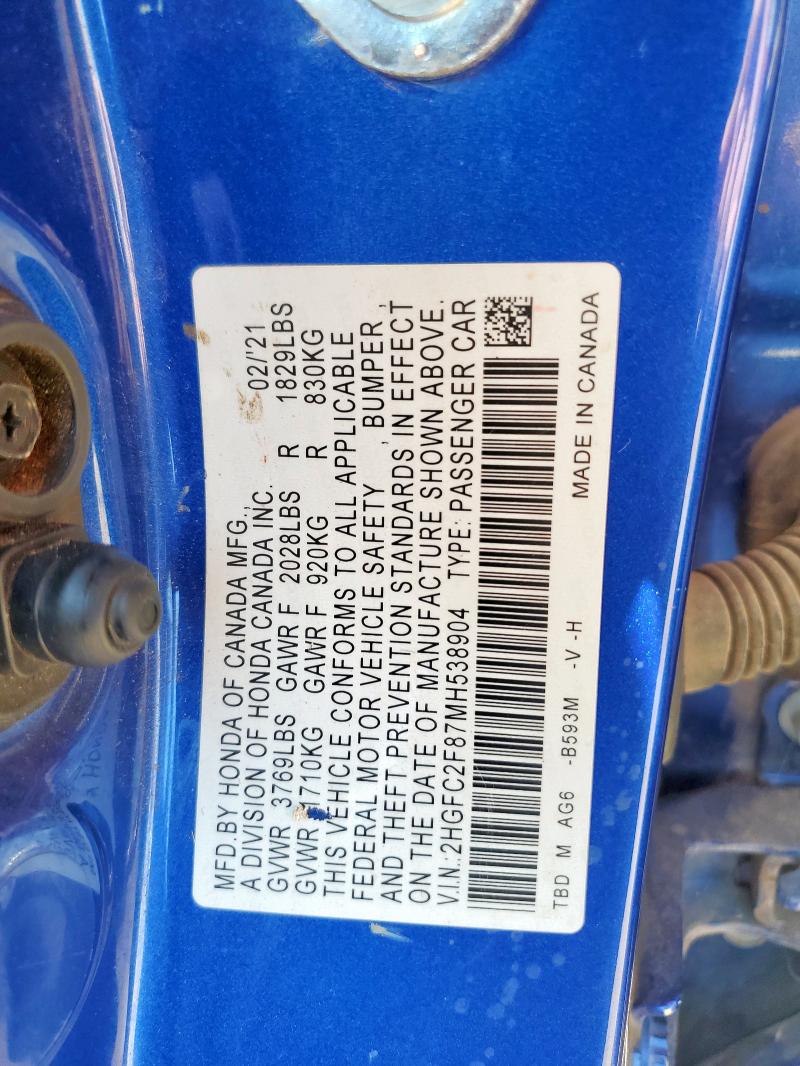 MFD.BY HONDA OF CANADA MFG., 02/'21
A DIVISION OF HONDA CANADA INC.
GVWR 3769LBS GAWR F 2028LBS R 1829LBS
GVWR 1710KG GAWR F 920KG R 830KG
THIS VEHICLE CONFORMS TO ALL APPLICABLE
FEDERAL MOTOR VEHICLE SAFETY, BUMPER,
AND THEFT PREVENTION STANDARDS IN EFFECT
ON THE DATE OF MANUFACTURE SHOWN ABOVE.
V.I.N.:2HGFC2F87MH538904 TYPE:PASSENGER CAR
TBD M AG6 -B593M -V-H MADE IN CANADA